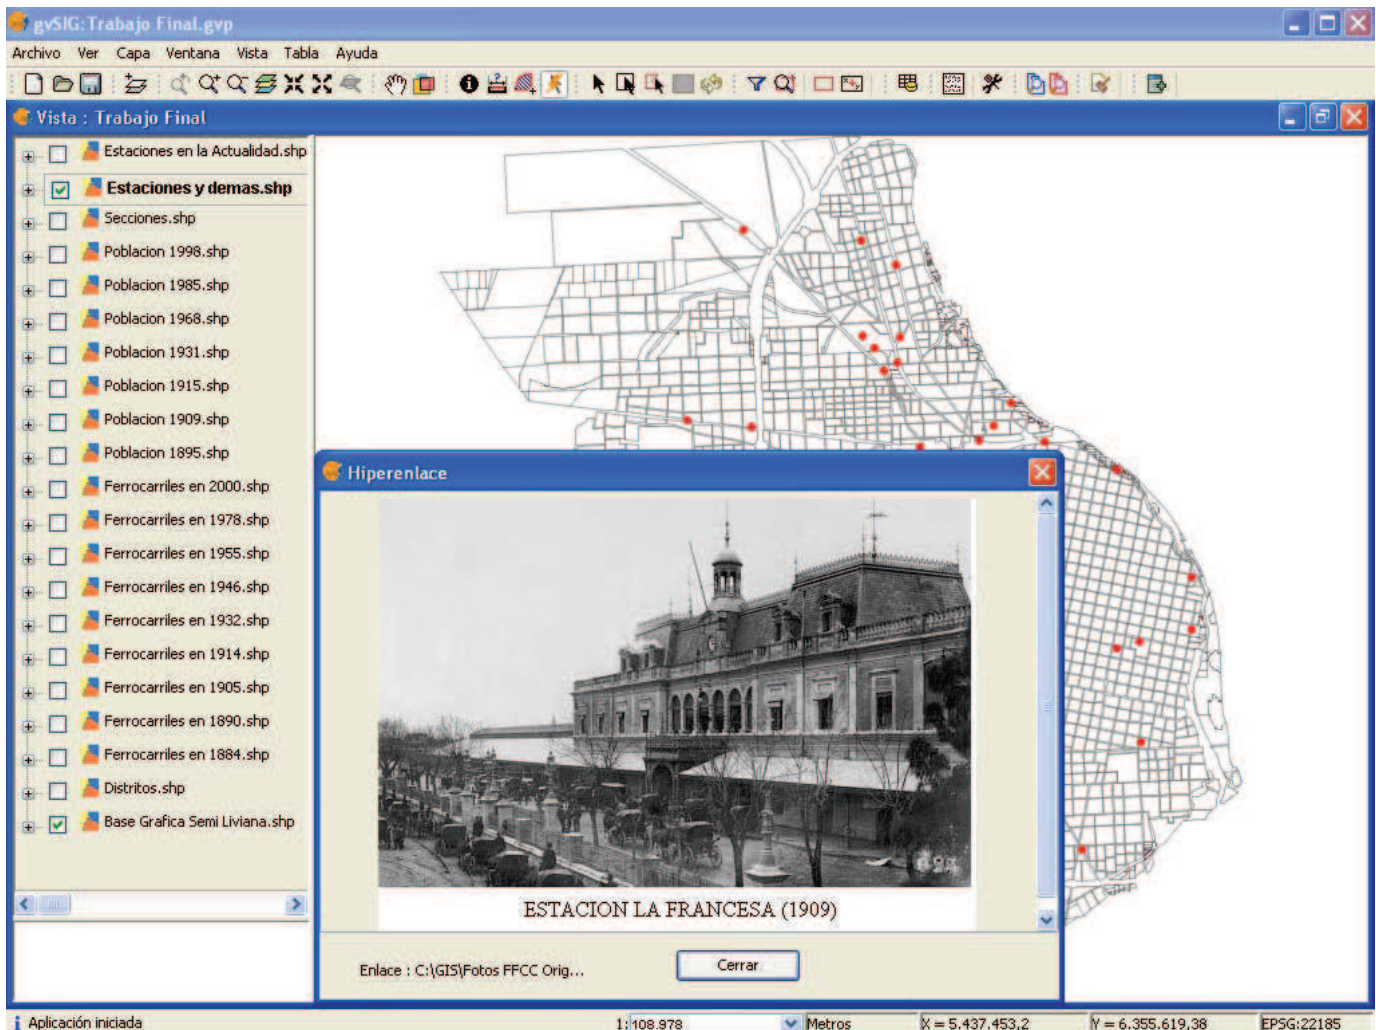 gvSIG: Trabajo Final.gvp
Archivo Ver Capa Ventana Vista Tabla Ayuda
Vista : Trabajo Final
Estaciones en la Actualidad.shp
Estaciones y demas.shp
Secciones.shp
Poblacion 1998.shp
Poblacion 1985.shp
Poblacion 1968.shp
Poblacion 1931.shp
Poblacion 1915.shp
Poblacion 1909.shp
Poblacion 1895.shp
Ferrocarriles en 2000.shp
Ferrocarriles en 1978.shp
Ferrocarriles en 1955.shp
Ferrocarriles en 1946.shp
Ferrocarriles en 1932.shp
Ferrocarriles en 1914.shp
Ferrocarriles en 1905.shp
Ferrocarriles en 1890.shp
Ferrocarriles en 1884.shp
Distritos.shp
Base Grafica Semi Liviana.shp
Hiperenlace
ESTACION LA FRANCESA (1909)
Enlace : C:\GIS\Fotos FFCC Orig...
Cerrar
Aplicación iniciada 1:108.978 Metros X = 5.437.453,2 Y = 6.355.619,38 EPSG:22185